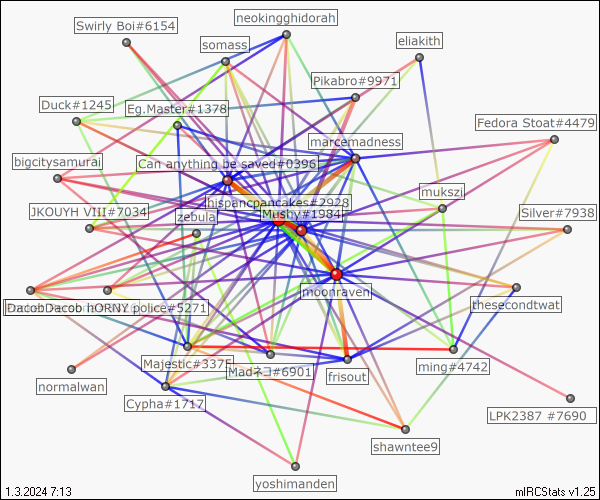 neokingghidorah
Swirly Boi#6154
somass
eliakith
Pikabro#9971
Duck#1245
Eg.Master#1378
Fedora Stoat#4479
marcemadness
bigcitysamurai
Can anything be saved#0396
mukszi
hispancpancakes#2928
JKOUYH VIII#7034
zebula
Mushy#1984
Silver#7938
moonraven
hORNY police#5271
thesecondtwat
Majestic#3375
Madネコ#6901
frisout
ming#4742
normalwan
Cypha#1717
LPK2387 #7690
shawntee9
yoshimanden
1.3.2024 7:13
mIRCStats v1.25